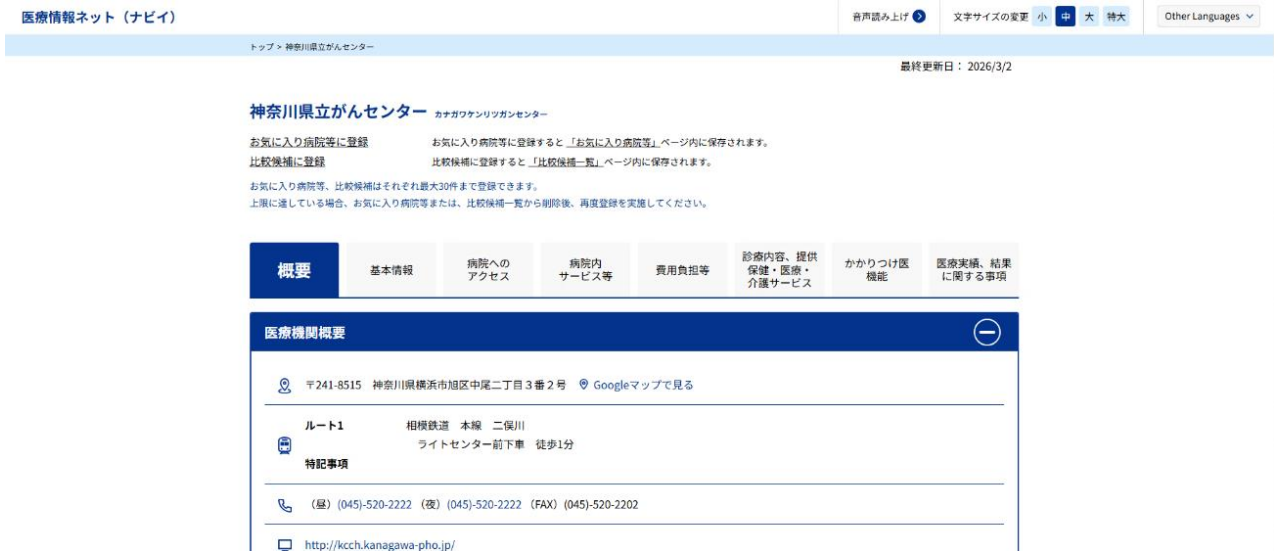 医療情報ネット（ナビイ）
音声読み上げ 文字サイズの変更 小 中 大 特大 Other Languages
トップ > 神奈川県立がんセンター
最終更新日： 2026/3/2
神奈川県立がんセンター カナガワケンリツガンセンター
お気に入り病院等に登録 お気に入り病院等に登録すると「お気に入り病院等」ページ内に保存されます。
比較候補に登録 比較候補に登録すると「比較候補一覧」ページ内に保存されます。
お気に入り病院等、比較候補はそれぞれ最大30件まで登録できます。
上限に達している場合、お気に入り病院等または、比較候補一覧から削除後、再度登録を実施してください。
概要
基本情報
病院への
アクセス
病院内
サービス等
費用負担等
診療内容、提供
保健・医療・
介護サービス
かかりつけ医
機能
医療実績、結果
に関する事項
医療機関概要
〒241-8515 神奈川県横浜市旭区中尾二丁目３番２号 Googleマップで見る
ルート1 相模鉄道 本線 二俣川
ライトセンター前下車 徒歩1分
特記事項
（昼）(045)-520-2222 （夜）(045)-520-2222 （FAX）(045)-520-2202
http://kcch.kanagawa-pho.jp/